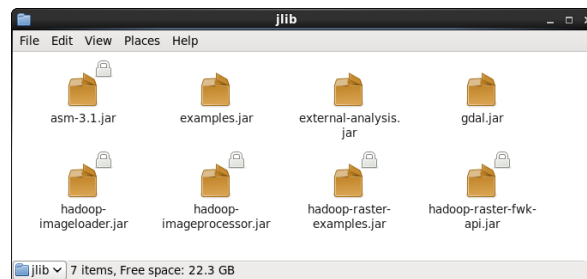 jlib
File Edit View Places Help
asm-3.1.jar examples.jar external-analysis. gdal.jar
jar
hadoop- hadoop- hadoop-raster- hadoop-raster-fwk-
imageloader.jar imageprocessor.jar examples.jar api.jar
jlib 7 items, Free space: 22.3 GB